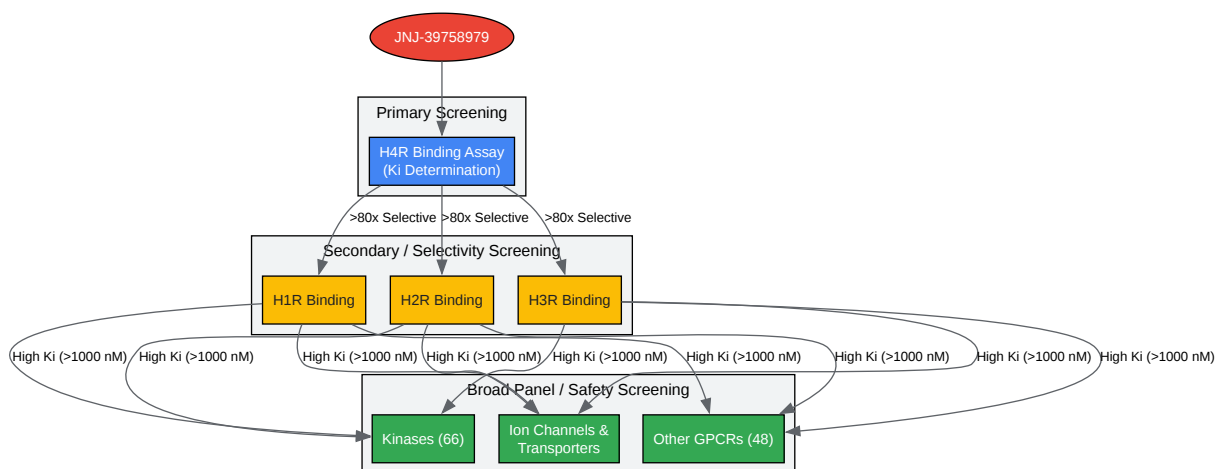 JNJ-39758979
Primary Screening
H4R Binding Assay
(Ki Determination)
>80x Selective
>80x Selective
>80x Selective
Secondary / Selectivity Screening
H1R Binding
H2R Binding
H3R Binding
High Ki (>1000 nM)
High Ki (>1000 nM)
High Ki (>1000 nM)
High Ki (>1000 nM)
High Ki (>1000 nM)
High Ki (>1000 nM)
High Ki (>1000 nM)
High Ki (>1000 nM)
High Ki (>1000 nM)
Broad Panel / Safety Screening
Kinases (66)
Ion Channels &
Transporters
Other GPCRs (48)